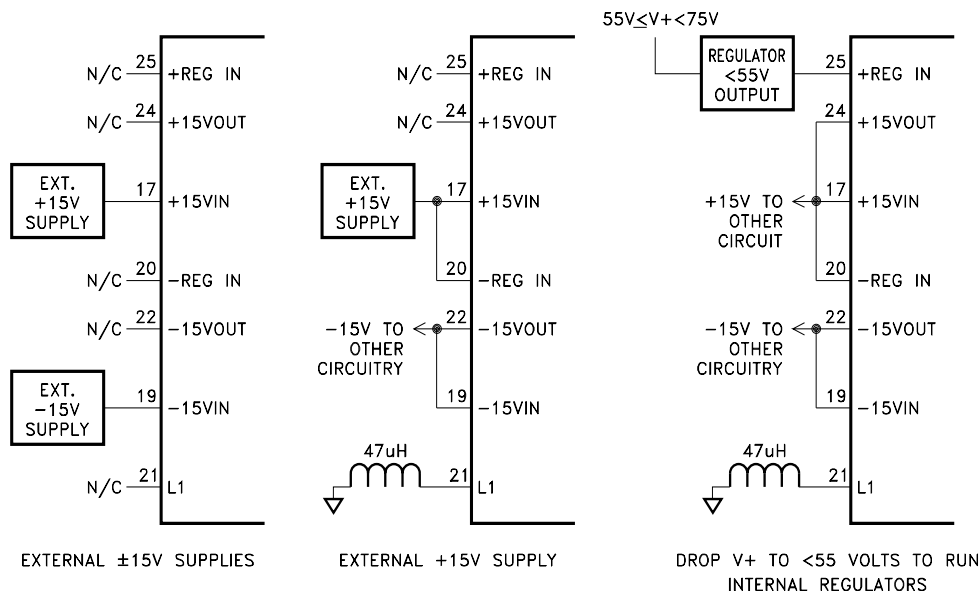 N/C 25 +REG IN
N/C 24 +15VOUT
EXT.
+15V
SUPPLY
17 +15VIN
N/C 20 -REG IN
N/C 22 -15VOUT
EXT.
-15V
SUPPLY
19 -15VIN
N/C 21 L1
EXTERNAL ±15V SUPPLIES
N/C 25 +REG IN
N/C 24 +15VOUT
EXT.
+15V
SUPPLY
17 +15VIN
20 -REG IN
-15V TO
OTHER
CIRCUITRY
22 -15VOUT
19 -15VIN
47uH
21 L1
EXTERNAL +15V SUPPLY
55V≤V+<75V
REGULATOR
<55V
OUTPUT
25 +REG IN
24 +15VOUT
+15V TO
OTHER
CIRCUIT
17 +15VIN
20 -REG IN
-15V TO
OTHER
CIRCUITRY
22 -15VOUT
19 -15VIN
47uH
21 L1
DROP V+ TO <55 VOLTS TO RUN
INTERNAL REGULATORS